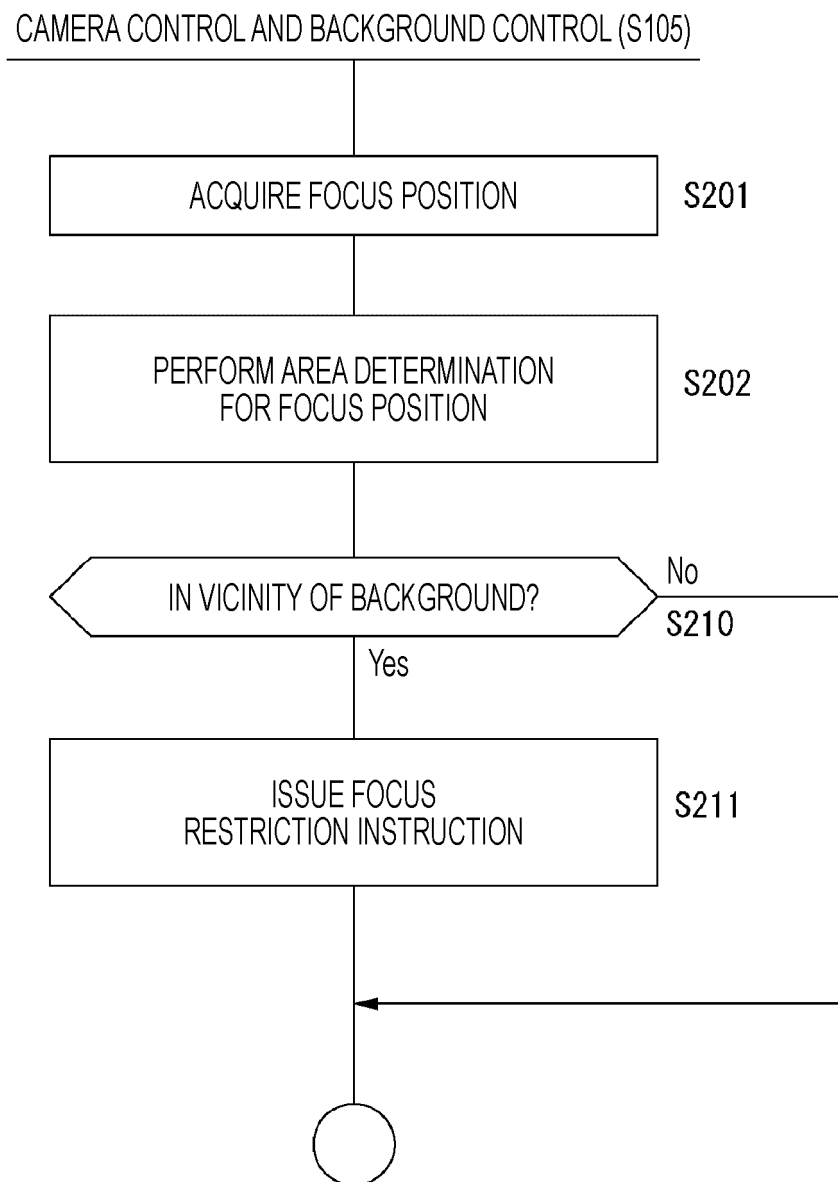 CAMERA CONTROL AND BACKGROUND CONTROL (S105)
ACQUIRE FOCUS POSITION
S201
PERFORM AREA DETERMINATION
FOR FOCUS POSITION
S202
IN VICINITY OF BACKGROUND?
No
S210
Yes
ISSUE FOCUS
RESTRICTION INSTRUCTION
S211